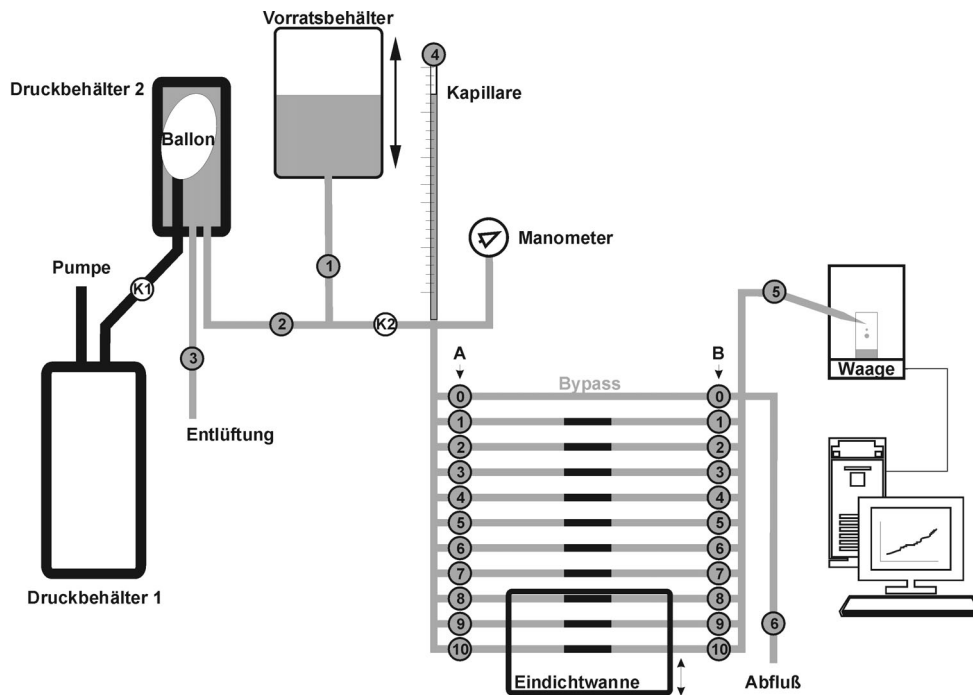 Vorratsbehälter
4
Druckbehälter 2
Kapillare
Ballon
Manometer
1
Pumpe
K1
5
2
K2
3
A
B
Waage
0
Bypass
0
Entlüftung
1
1
2
2
3
3
4
4
5
5
6
6
7
7
Druckbehälter 1
8
8
9
9
6
10
10
Eindichtwanne
Abfluß